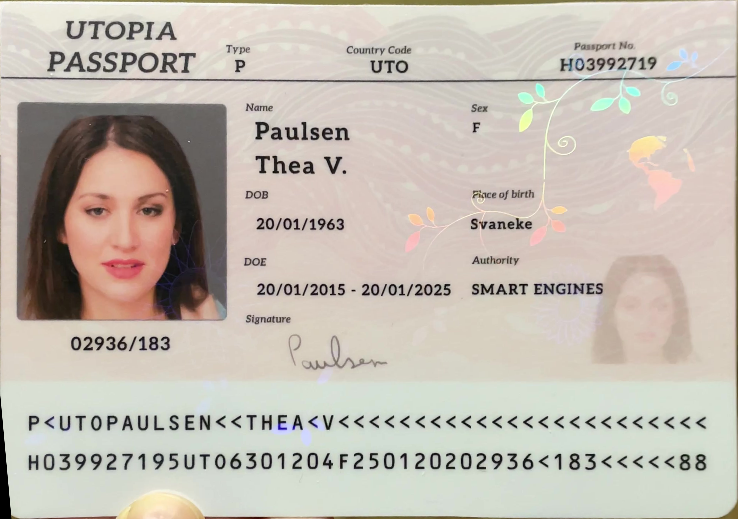 UTOPIA
PASSPORT
Type
P
Country Code
UTO
Passport No.
H03992719
Name
Paulsen
Thea V.
Sex
F
DOB
20/01/1963
Place of birth
Svaneke
DOE
20/01/2015 - 20/01/2025
Authority
SMART ENGINES
Signature
Paulsen
02936/183
P<UTOPAULSEN<<THEA<V<<<<<<<<<<<<<<<<<<<<<<<<
H039927195UTO6301204F250120202936<183<<<<<88